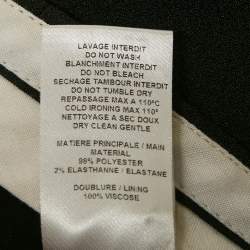 LAVAGE INTERDIT
DO NOT WASH
BLANCHIMENT INTERDIT
DO NOT BLEACH
SECHAGE TAMBOUR INTERDIT
DO NOT TUMBLE DRY
REPASSAGE MAX A 110°C
COLD IRONING MAX 110°
NETTOYAGE A SEC DOUX
DRY CLEAN GENTLE
MATIERE PRINCIPALE / MAIN
MATERIAL
98% POLYESTER
2% ELASTHANNE / ELASTANE
DOUBLURE / LINING
100% VISCOSE